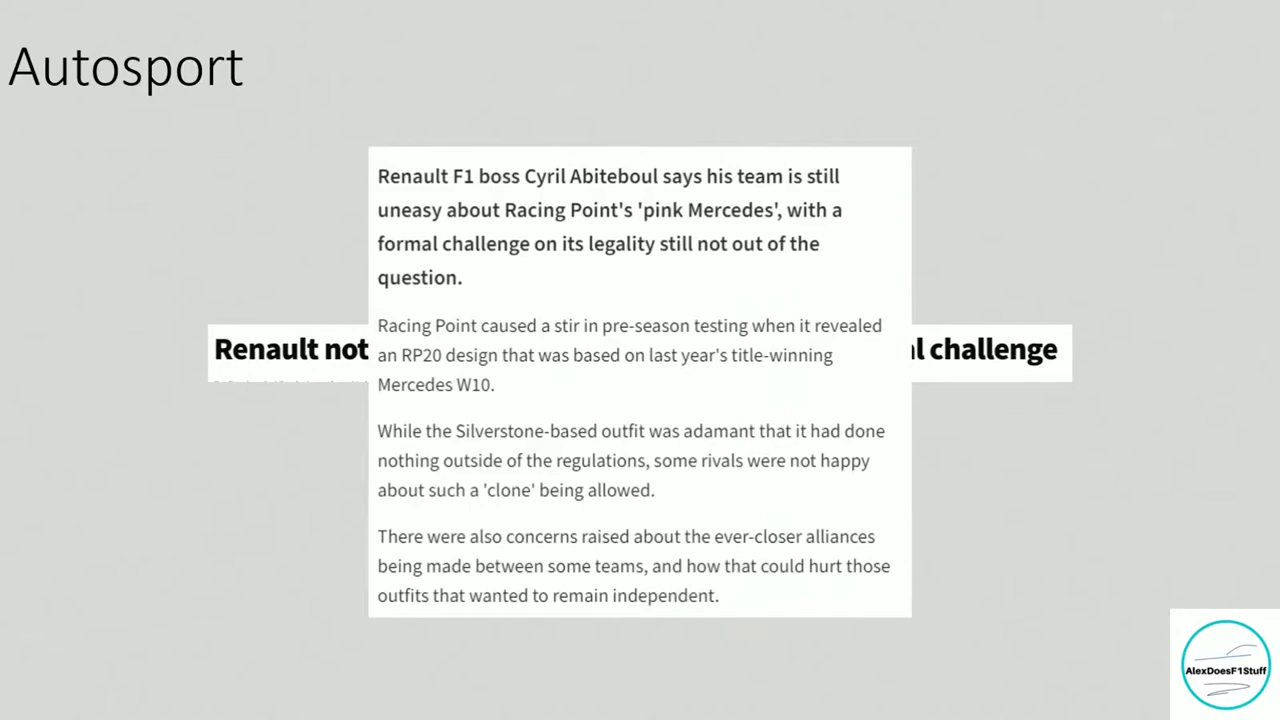 Autosport
Renault F1 boss Cyril Abiteboul says his team is still
uneasy about Racing Point's 'pink Mercedes', with a
formal challenge on its legality still not out of the
question.
Racing Point caused a stir in pre-season testing when it revealed
Renault not
an RP20 design that was based on last year's title-winning
l challenge
Mercedes W10.
While the Silverstone-based outfit was adamant that it had done
nothing outside of the regulations, some rivals were not happy
about such a 'clone' being allowed.
There were also concerns raised about the ever-closer alliances
being made between some teams, and how that could hurt those
outfits that wanted to remain independent.
AlexDoesF1Stuff